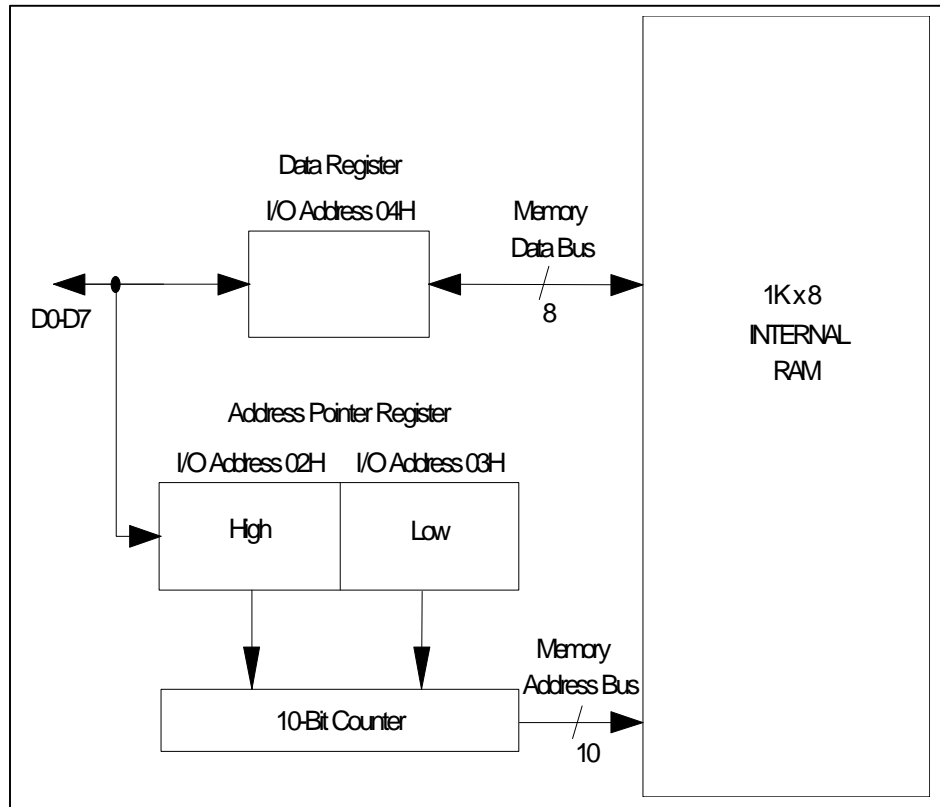 Data Register
I/O Address 04H
Memory
Data Bus
8
D0-D7
1K x 8
INTERNAL
RAM
Address Pointer Register
I/O Address 02H
I/O Address 03H
High
Low
Memory
Address Bus
10-Bit Counter
10